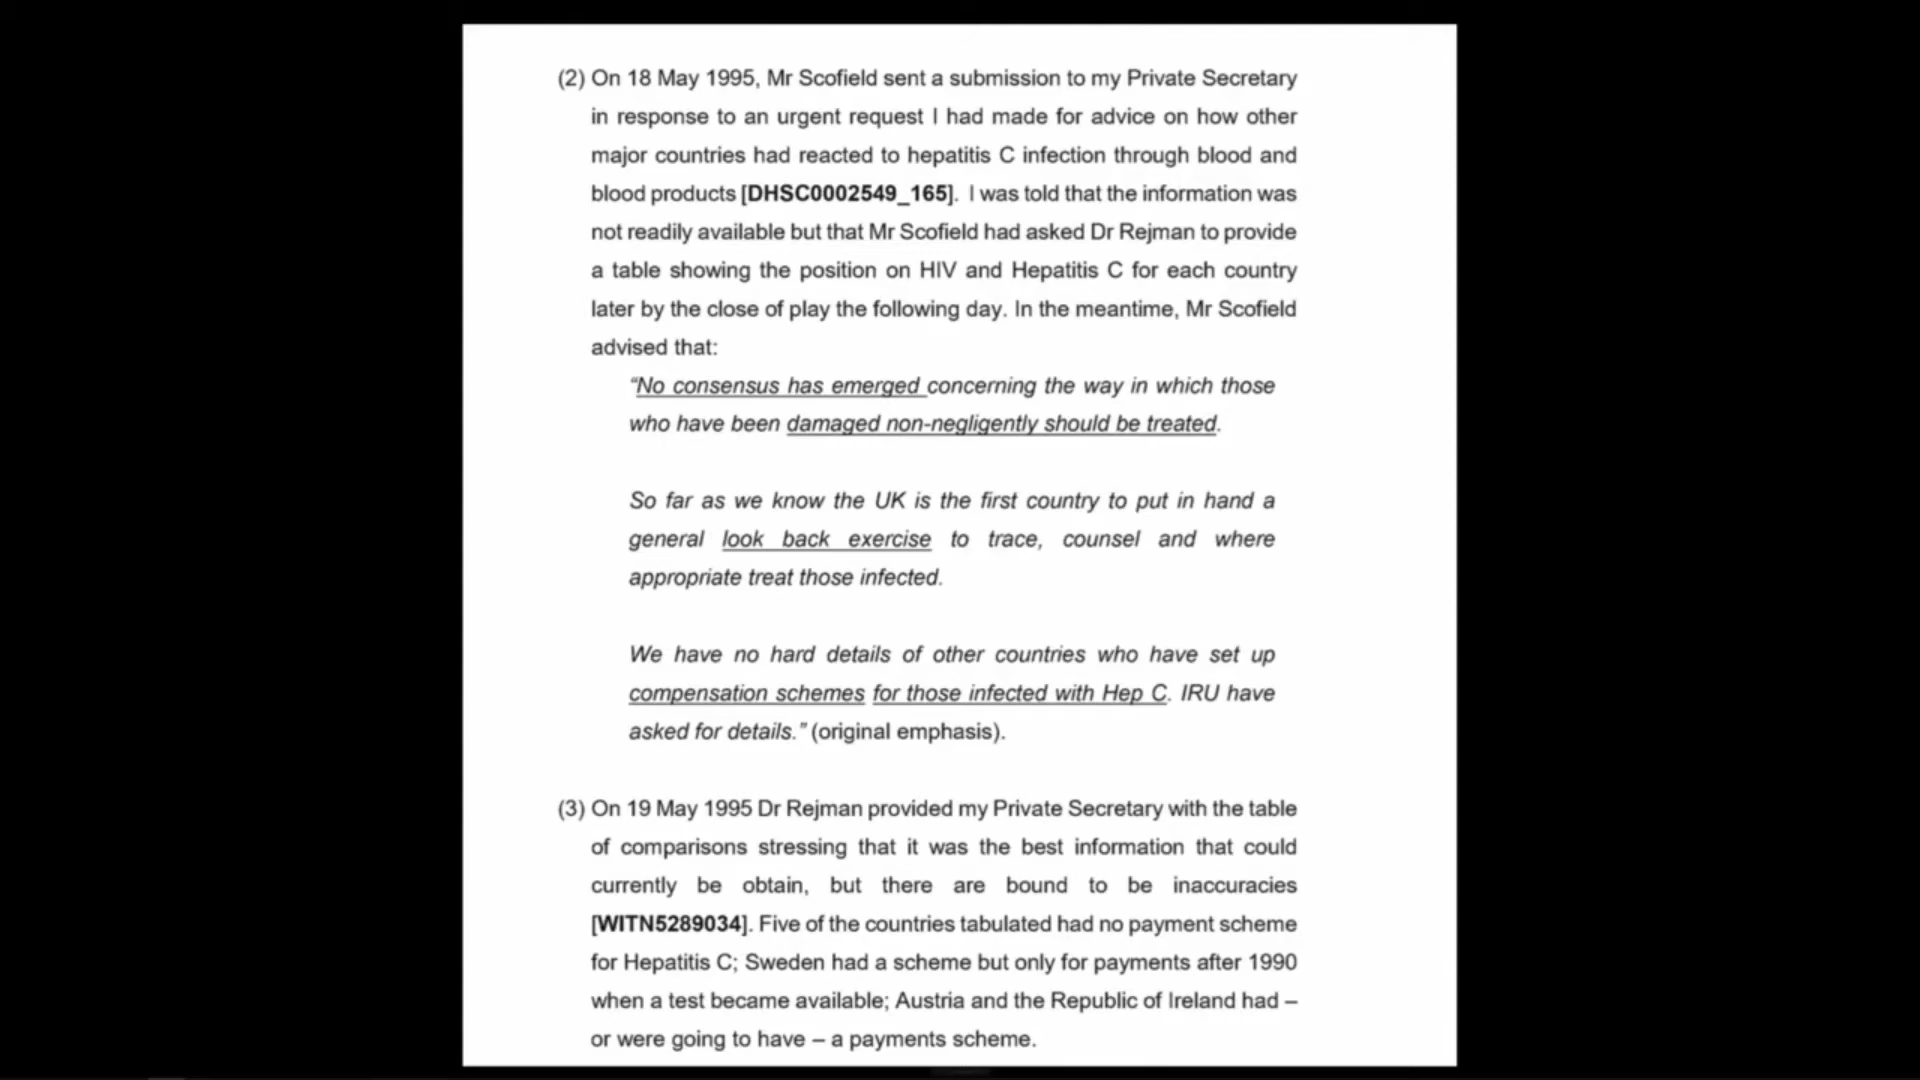 (2) On 18 May 1995, Mr Scofield sent a submission to my Private Secretary
in response to an urgent request I had made for advice on how other
major countries had reacted to hepatitis C infection through blood and
blood products [DHSC0002549_165]. I was told that the information was
not readily available but that Mr Scofield had asked Dr Rejman to provide
a table showing the position on HIV and Hepatitis C for each country
later by the close of play the following day. In the meantime, Mr Scofield
advised that:
“No consensus has emerged concerning the way in which those
who have been damaged non-negligently should be treated.
So far as we know the UK is the first country to put in hand a
general look back exercise to trace, counsel and where
appropriate treat those infected.
We have no hard details of other countries who have set up
compensation schemes for those infected with Hep C. IRU have
asked for details.” (original emphasis).
(3) On 19 May 1995 Dr Rejman provided my Private Secretary with the table
of comparisons stressing that it was the best information that could
currently be obtain, but there are bound to be inaccuracies
[WITN5289034]. Five of the countries tabulated had no payment scheme
for Hepatitis C; Sweden had a scheme but only for payments after 1990
when a test became available; Austria and the Republic of Ireland had –
or were going to have – a payments scheme.